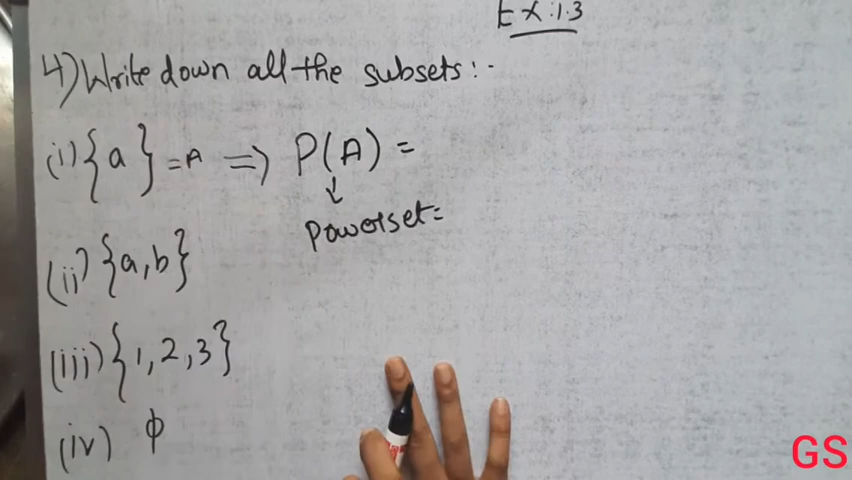 Ex:1.3
4) Write down all the subsets :-
(i) {a} = A => P(A) =
Powerset =
(ii) {a, b}
(iii) {1, 2, 3}
(iv) ϕ
GS